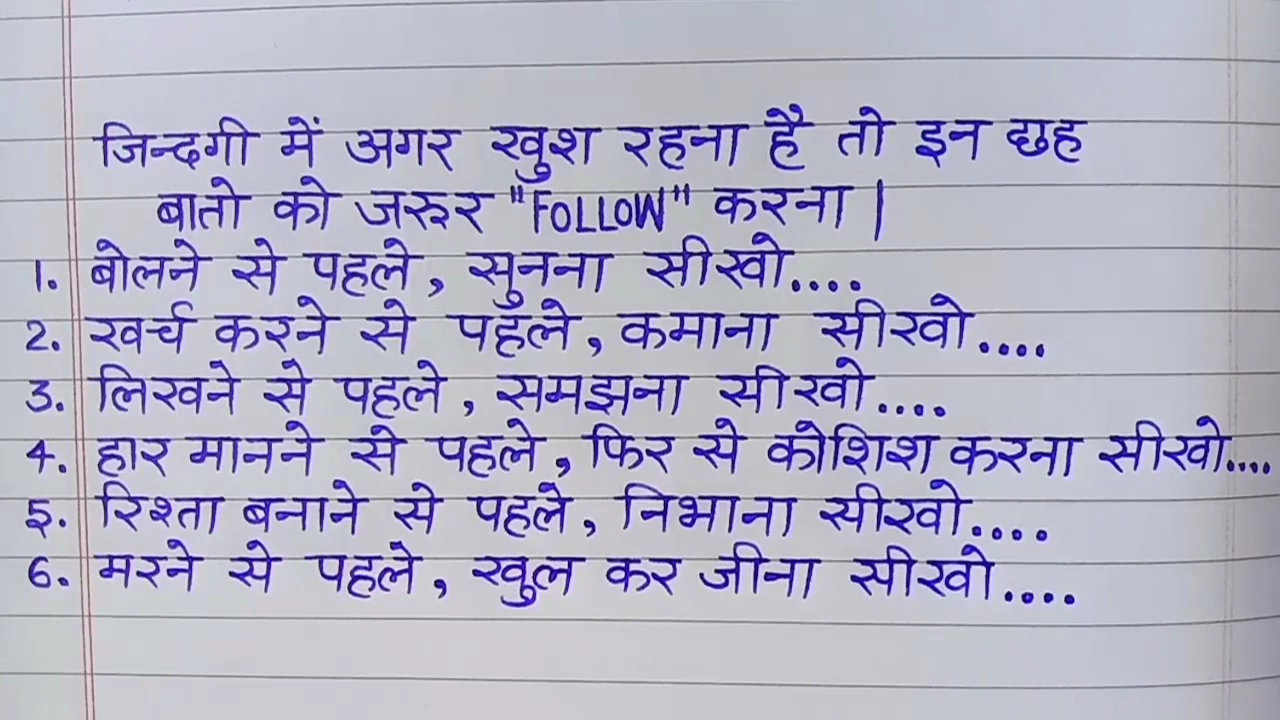 जिन्दगी में अगर खुश रहना है तो इन छह
बातो को जरुर "FOLLOW" करना |
1. बोलने से पहले, सुनना सीखो....
2. खर्च करने से पहले, कमाना सीखो....
3. लिखने से पहले, समझना सीखो....
4. हार मानने से पहले, फिर से कोशिश करना सीखो....
5. रिश्ता बनाने से पहले, निभाना सीखो....
6. मरने से पहले, खुल कर जीना सीखो....